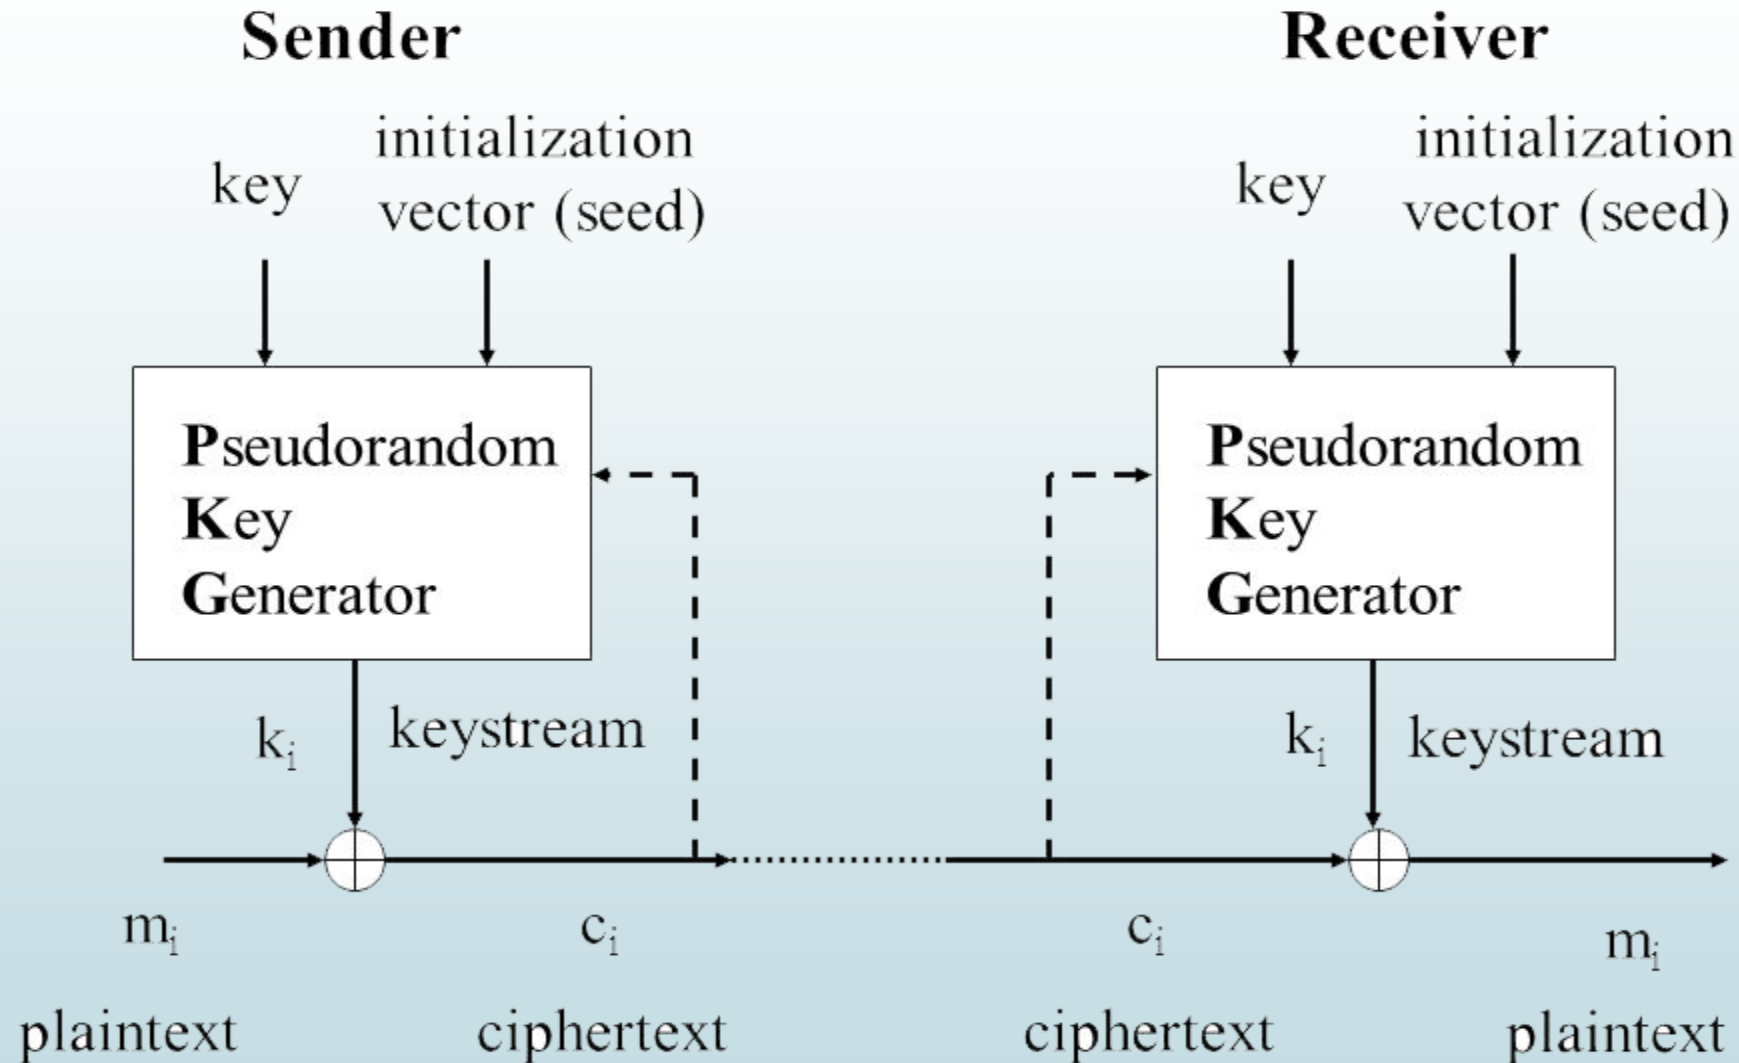 Sender
key
initialization
vector (seed)
Pseudorandom
Key
Generator
kᵢ
keystream
mᵢ
cᵢ
plaintext
ciphertext
Receiver
key
initialization
vector (seed)
Pseudorandom
Key
Generator
kᵢ
keystream
cᵢ
mᵢ
ciphertext
plaintext